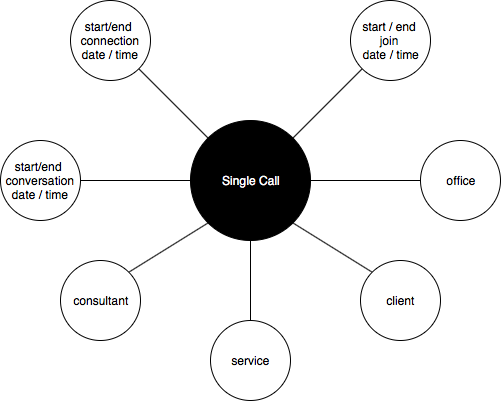 start/end
connection
date / time
start / end
join
date / time
start/end
conversation
date / time
Single Call
office
consultant
client
service